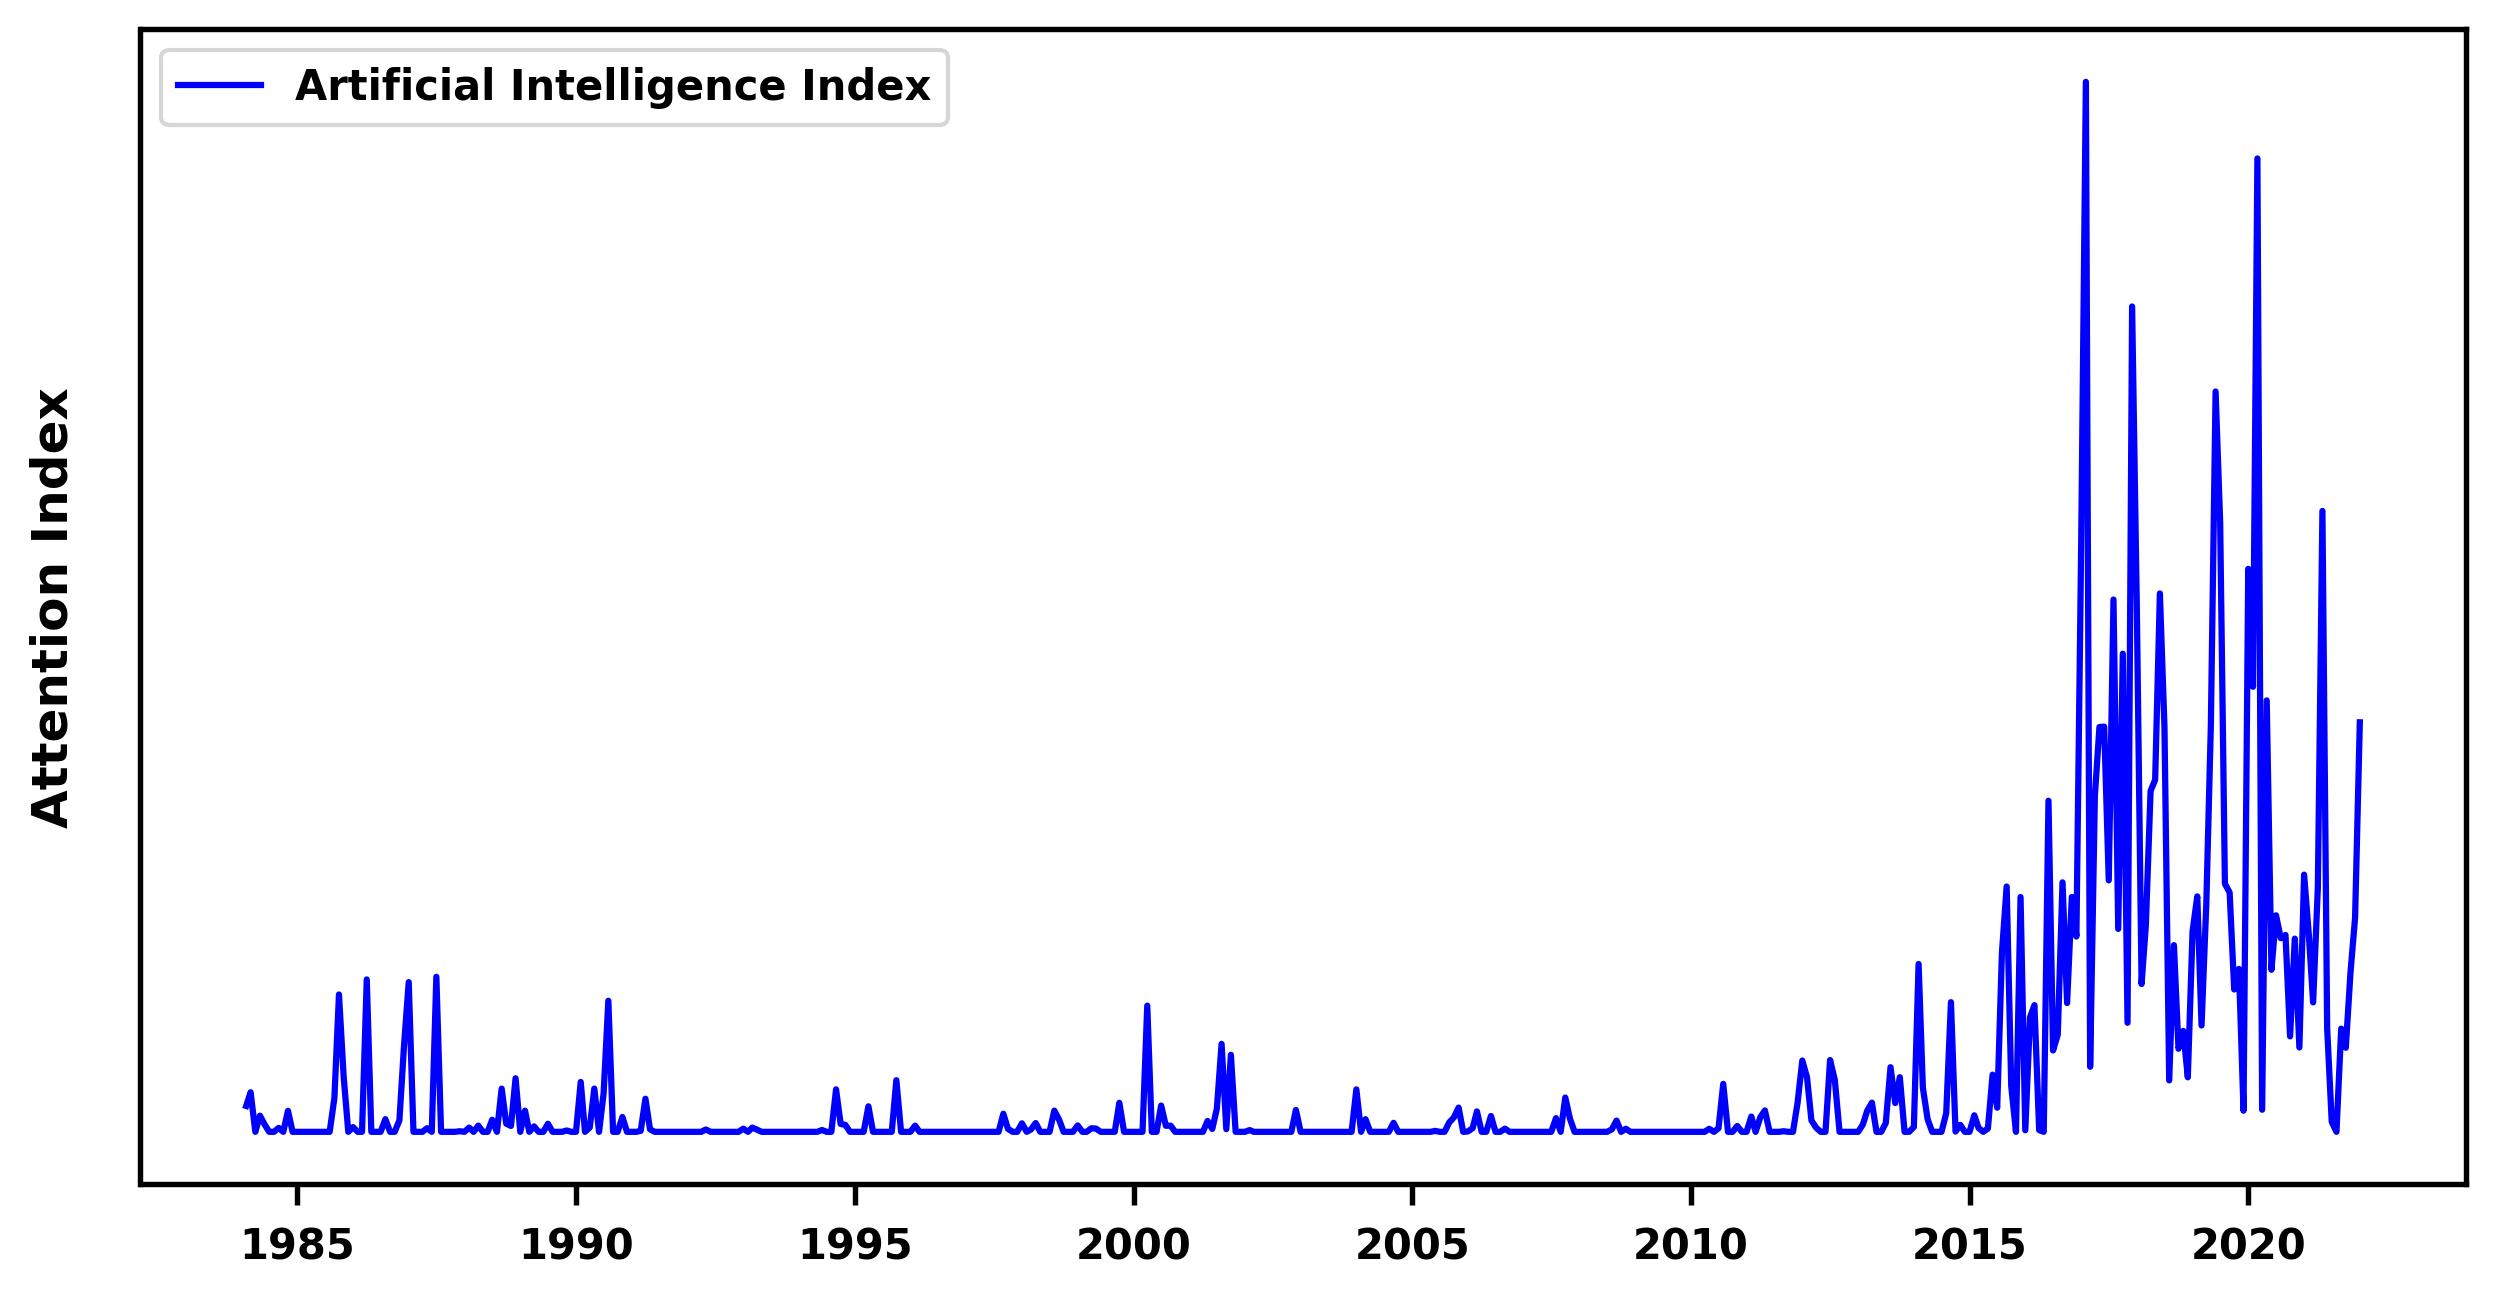 Artificial Intelligence Index
Attention Index
1985 1990 1995 2000 2005 2010 2015 2020